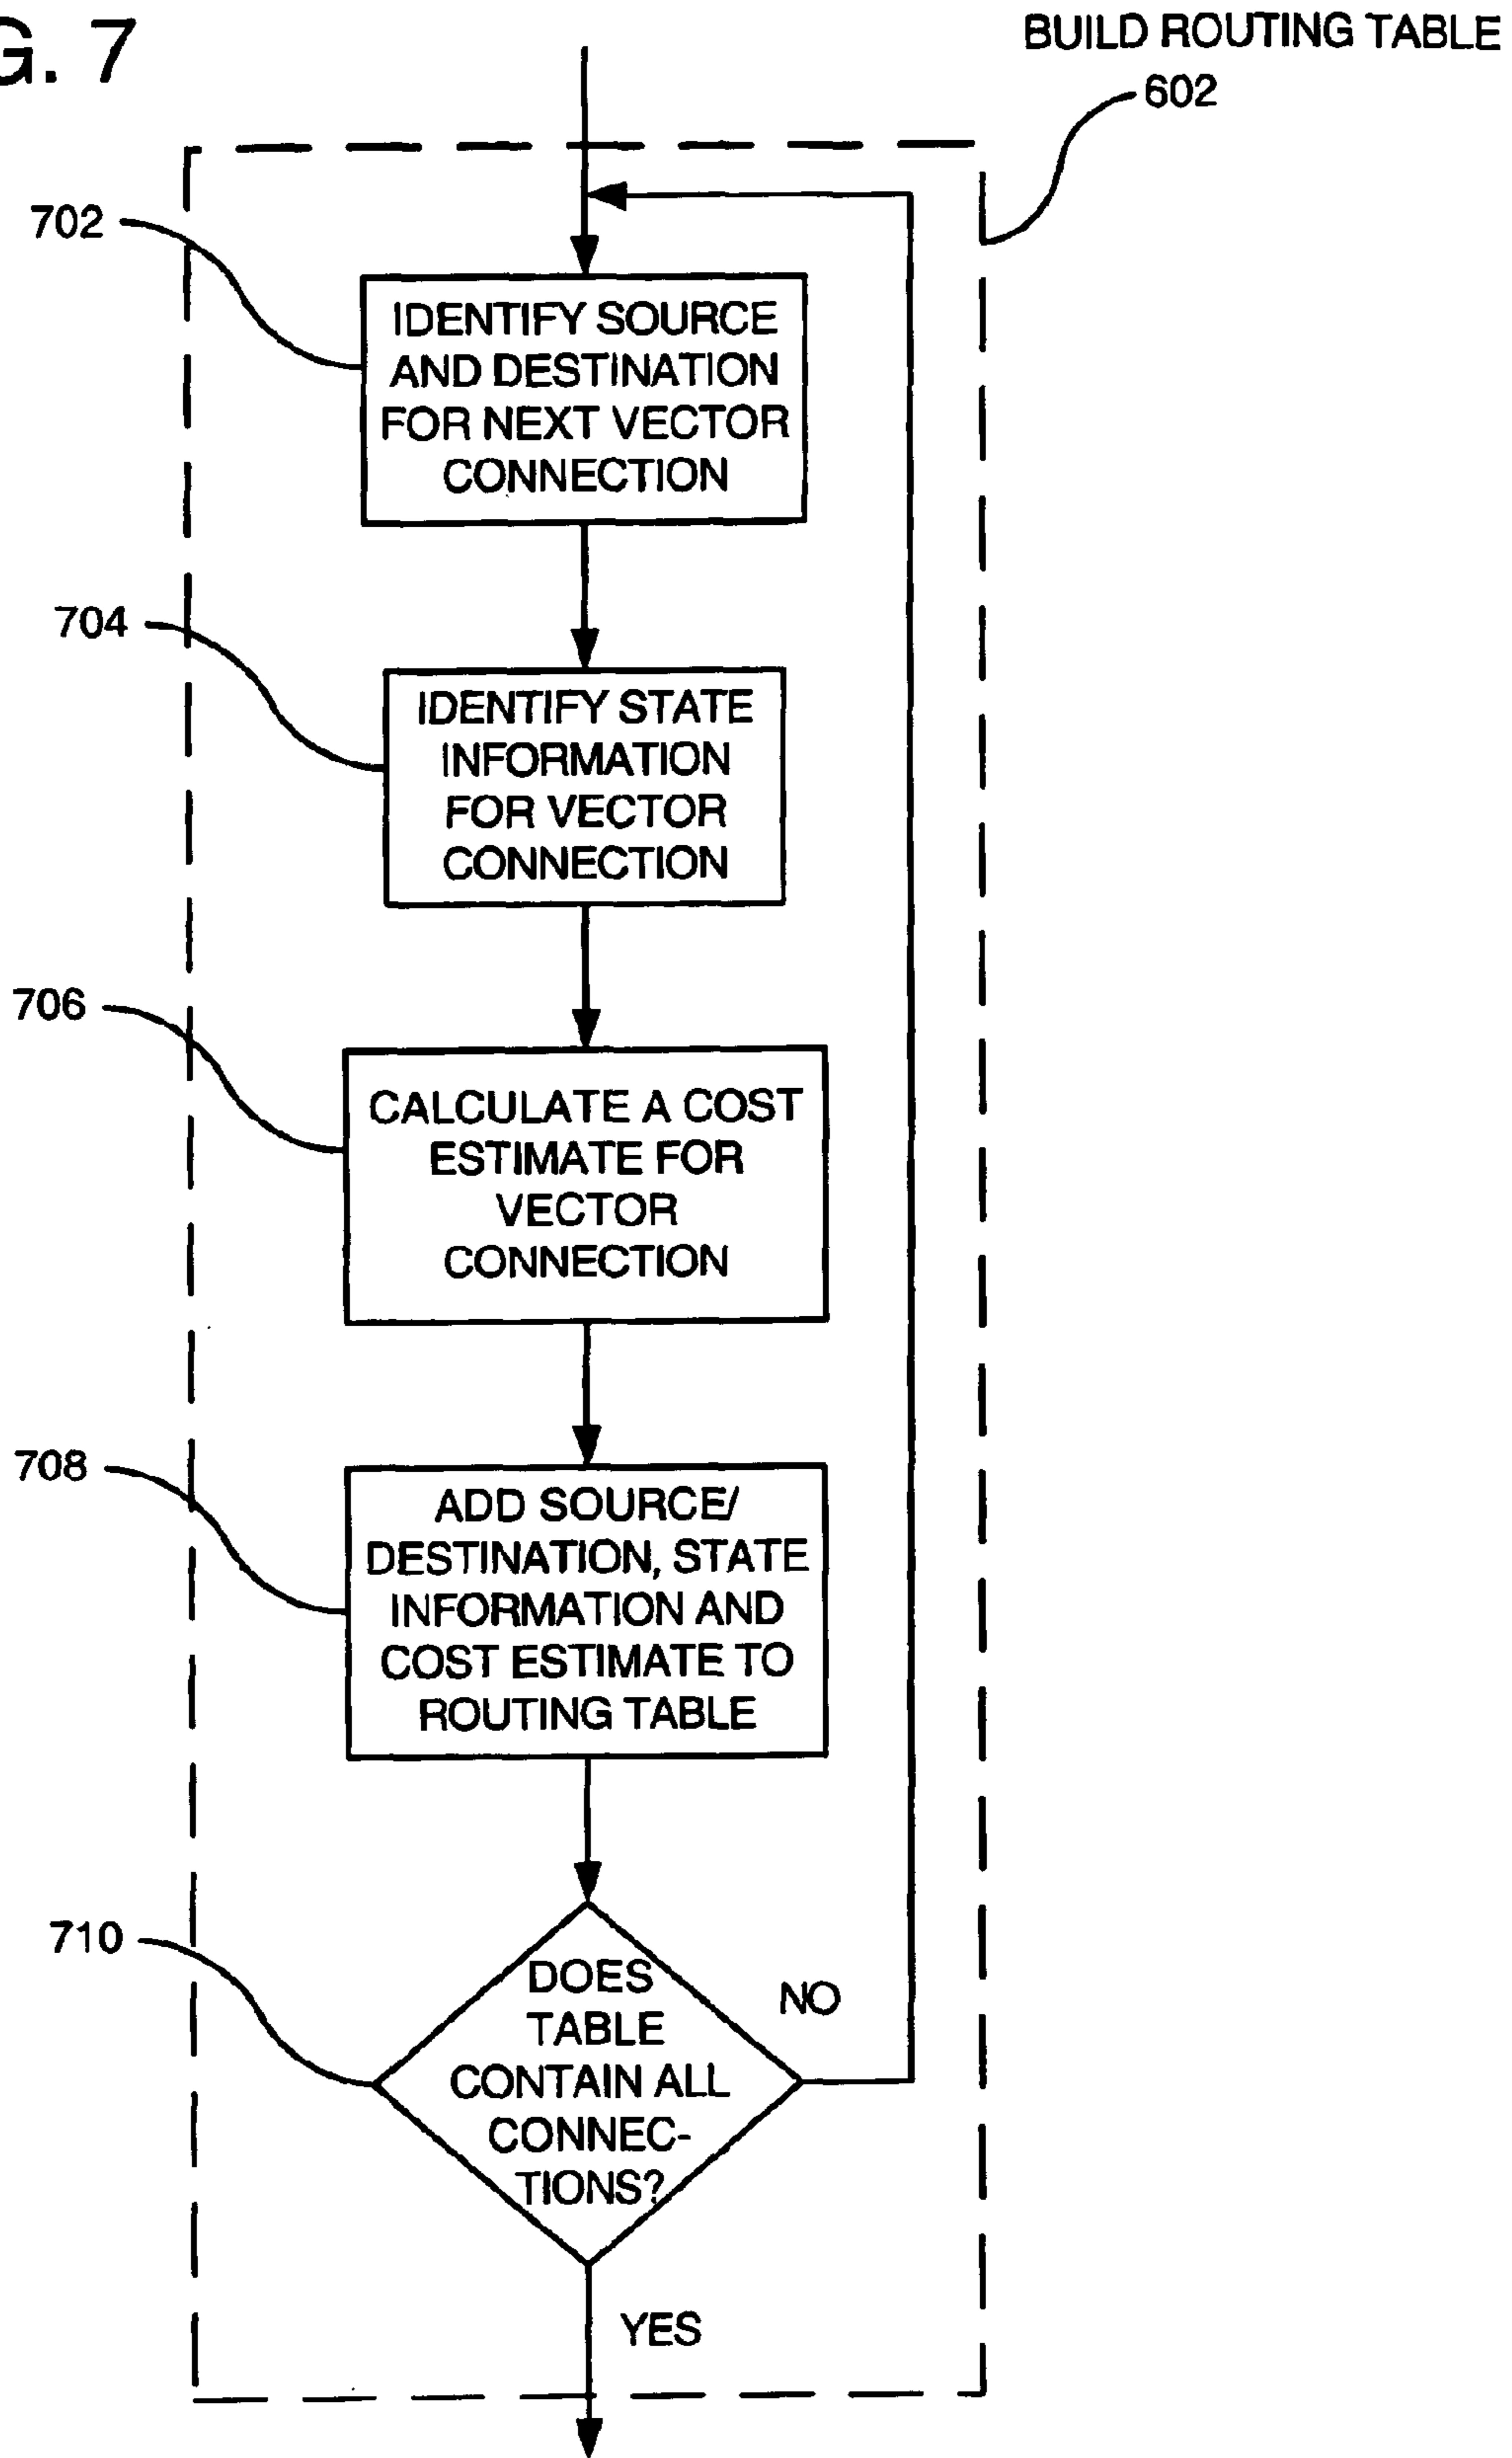 G. 7
BUILD ROUTING TABLE
602
702
IDENTIFY SOURCE
AND DESTINATION
FOR NEXT VECTOR
CONNECTION
704
IDENTIFY STATE
INFORMATION
FOR VECTOR
CONNECTION
706
CALCULATE A COST
ESTIMATE FOR
VECTOR
CONNECTION
708
ADD SOURCE/
DESTINATION, STATE
INFORMATION AND
COST ESTIMATE TO
ROUTING TABLE
710
DOES
TABLE
CONTAIN ALL
CONNEC-
TIONS?
NO
YES